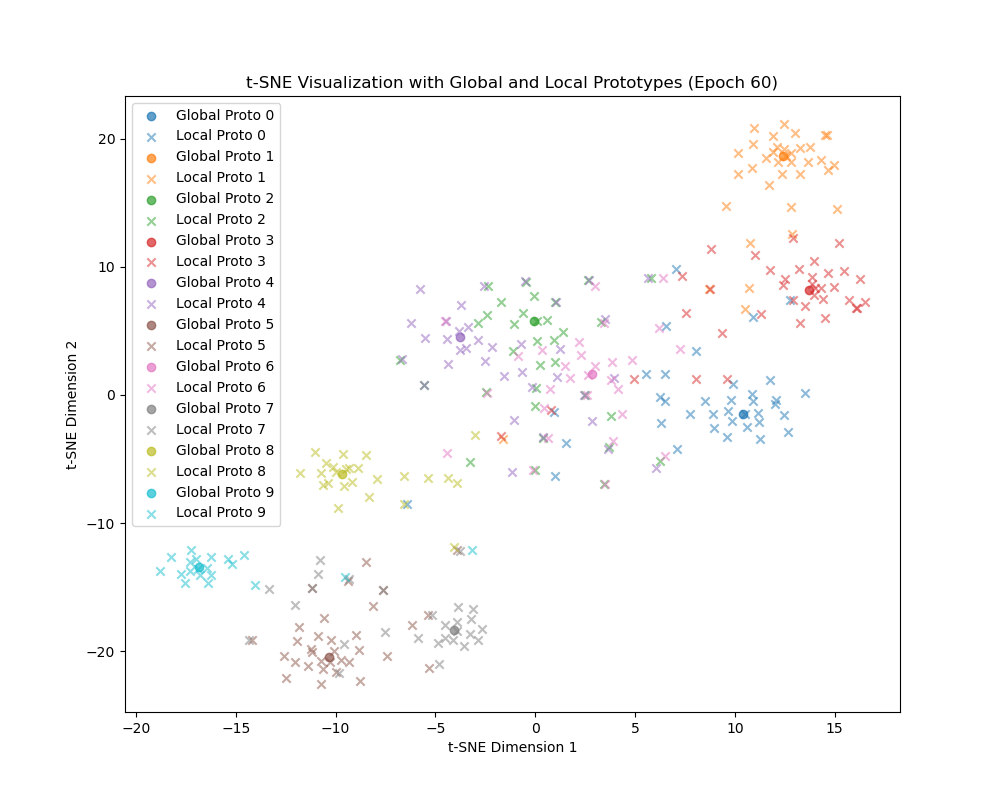 t-SNE Visualization with Global and Local Prototypes (Epoch 60)
Global Proto 0
Local Proto 0
Global Proto 1
Local Proto 1
Global Proto 2
Local Proto 2
Global Proto 3
Local Proto 3
Global Proto 4
Local Proto 4
Global Proto 5
Local Proto 5
Global Proto 6
Local Proto 6
Global Proto 7
Local Proto 7
Global Proto 8
Local Proto 8
Global Proto 9
Local Proto 9
t-SNE Dimension 2
20
10
0
−10
−20
−20 −15 −10 −5 0 5 10 15
t-SNE Dimension 1